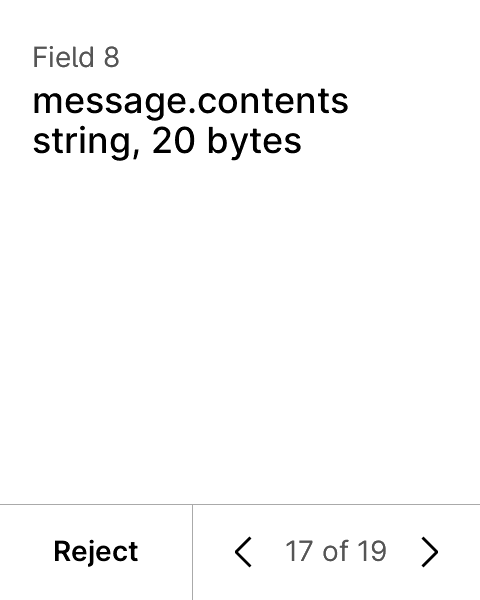 Field 8
message.contents
string, 20 bytes
Reject
17 of 19